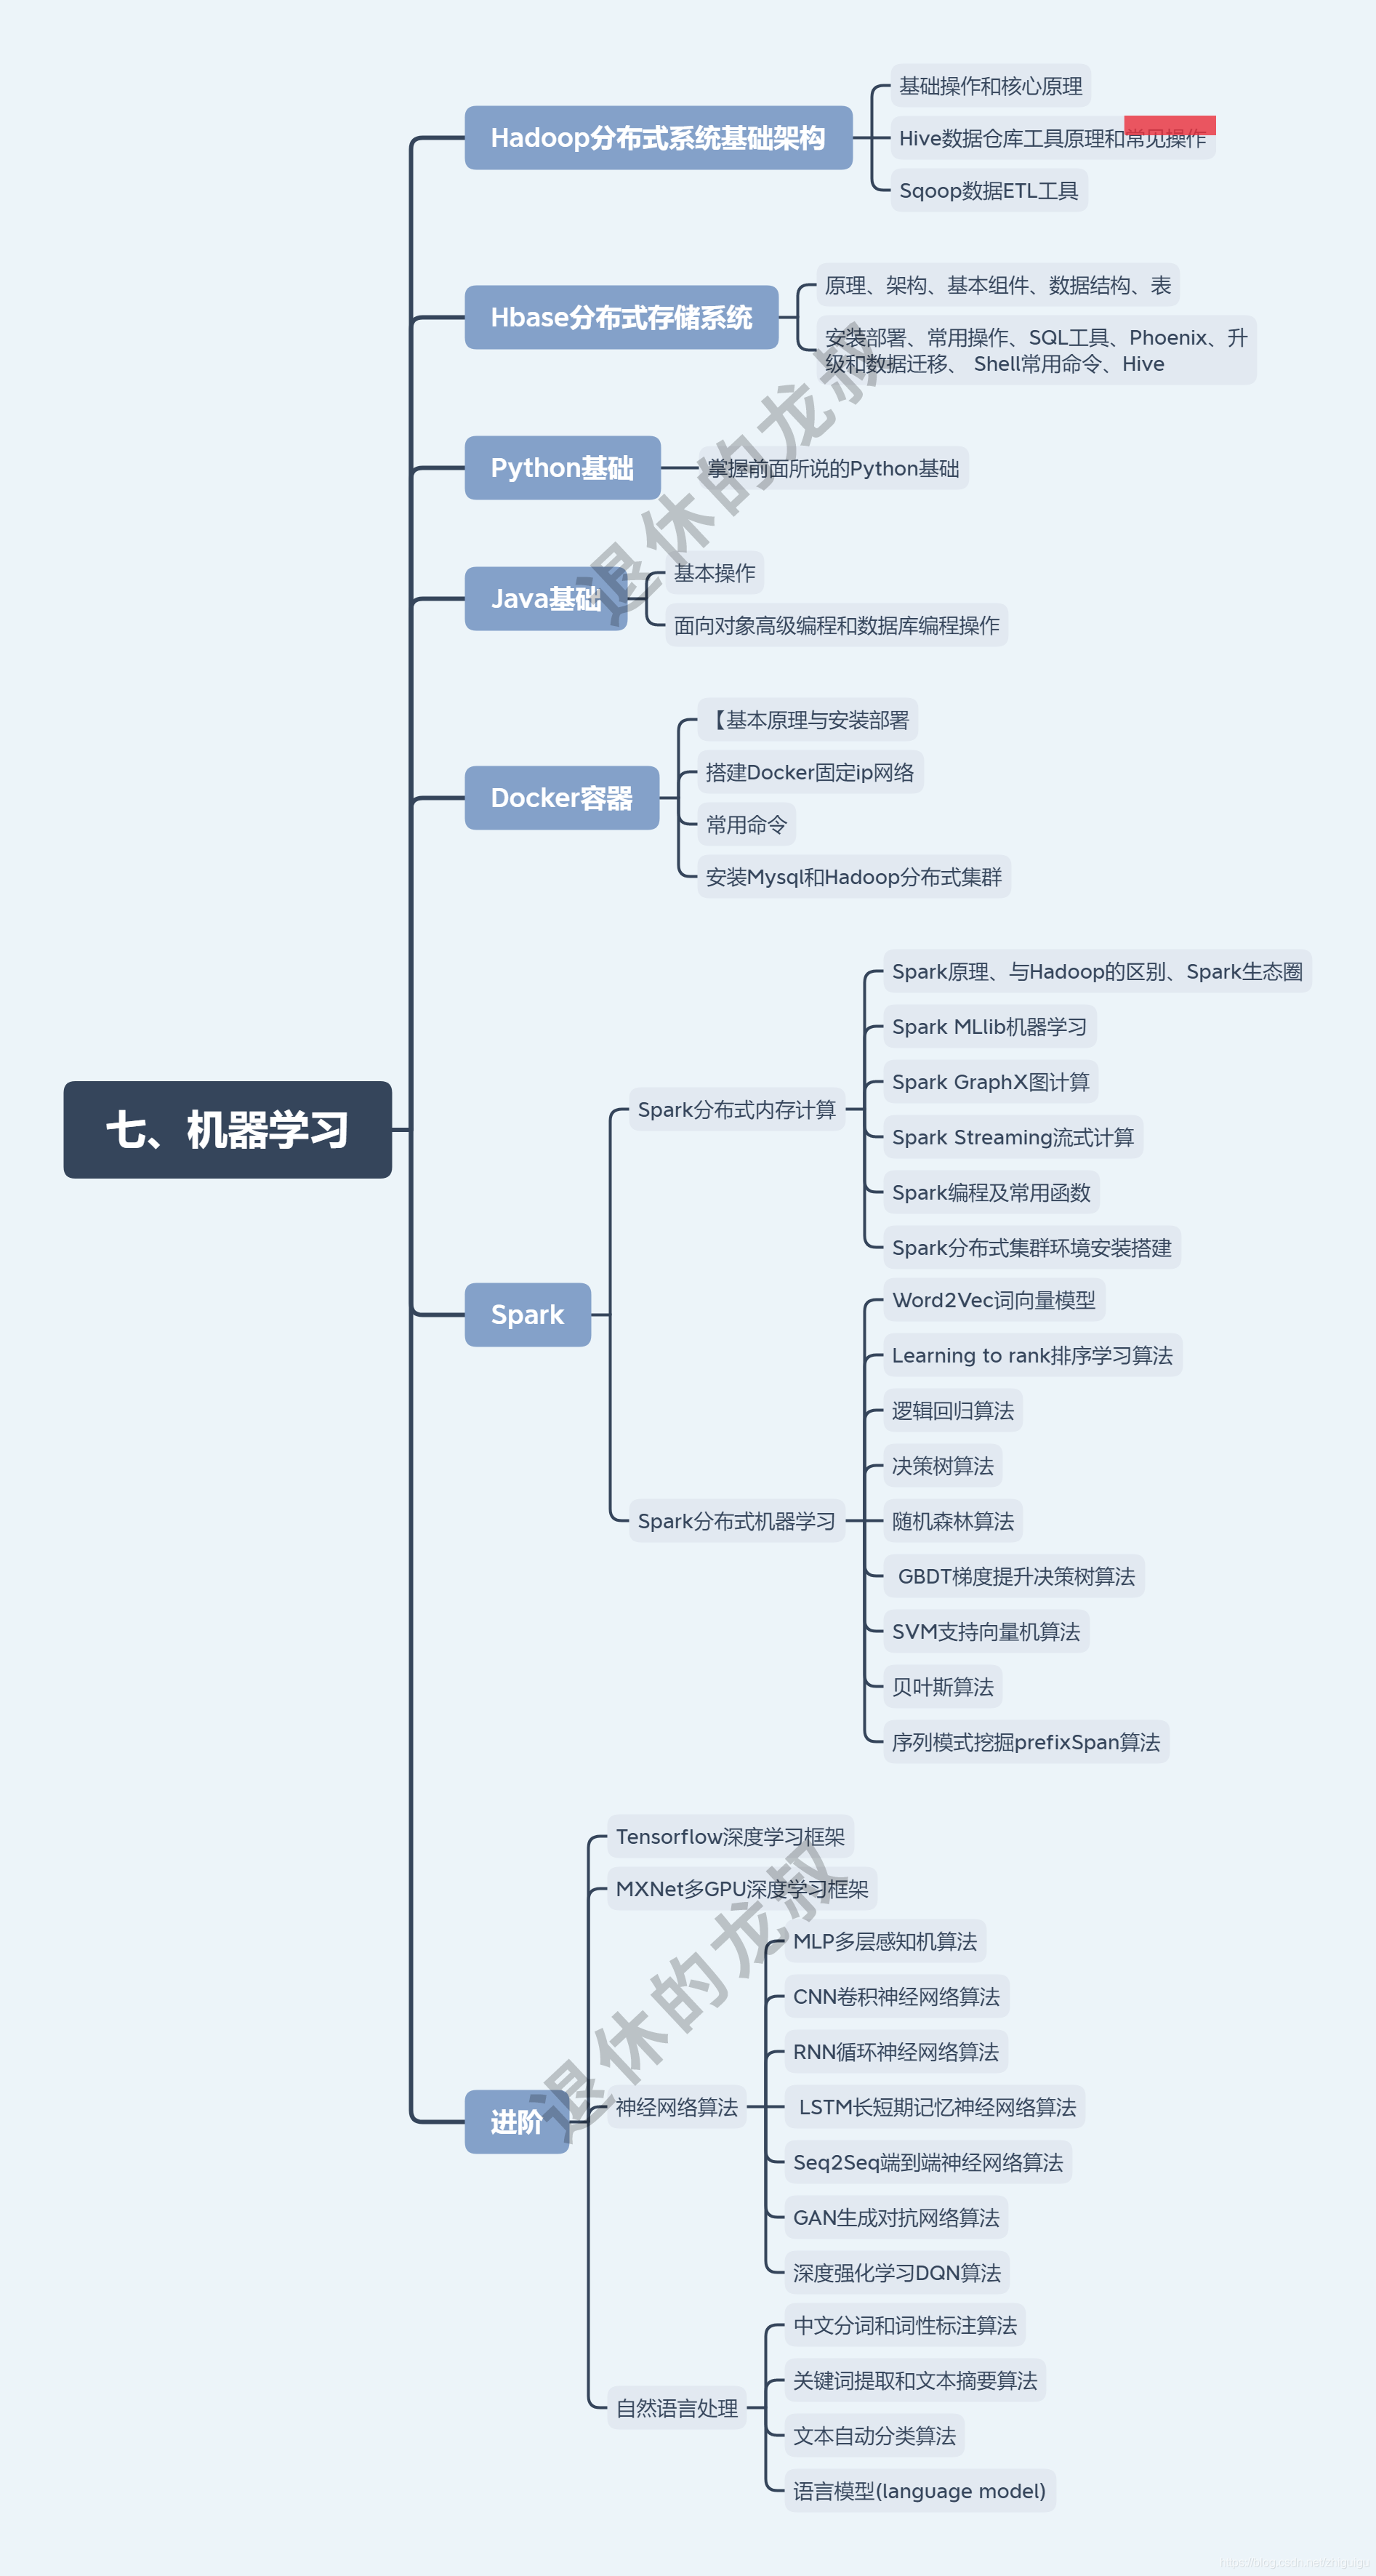 七、机器学习
Hadoop分布式系统基础架构
基础操作和核心原理
Hive数据仓库工具原理和常见操作
Sqoop数据ETL工具
Hbase分布式存储系统
原理、架构、基本组件、数据结构、表
安装部署、常用操作、SQL工具、Phoenix、升
级和数据迁移、 Shell常用命令、Hive
Python基础
掌握前面所说的Python基础
Java基础
基本操作
面向对象高级编程和数据库编程操作
Docker容器
【基本原理与安装部署
搭建Docker固定ip网络
常用命令
安装Mysql和Hadoop分布式集群
Spark
Spark分布式内存计算
Spark原理、与Hadoop的区别、Spark生态圈
Spark MLlib机器学习
Spark GraphX图计算
Spark Streaming流式计算
Spark编程及常用函数
Spark分布式集群环境安装搭建
Spark分布式机器学习
Word2Vec词向量模型
Learning to rank排序学习算法
逻辑回归算法
决策树算法
随机森林算法
GBDT梯度提升决策树算法
SVM支持向量机算法
贝叶斯算法
序列模式挖掘prefixSpan算法
进阶
Tensorflow深度学习框架
MXNet多GPU深度学习框架
神经网络算法
MLP多层感知机算法
CNN卷积神经网络算法
RNN循环神经网络算法
LSTM长短期记忆神经网络算法
Seq2Seq端到端神经网络算法
GAN生成对抗网络算法
深度强化学习DQN算法
自然语言处理
中文分词和词性标注算法
关键词提取和文本摘要算法
文本自动分类算法
语言模型(language model)
退休的龙叔
退休的龙叔
https://blog.csdn.net/zhiguigu